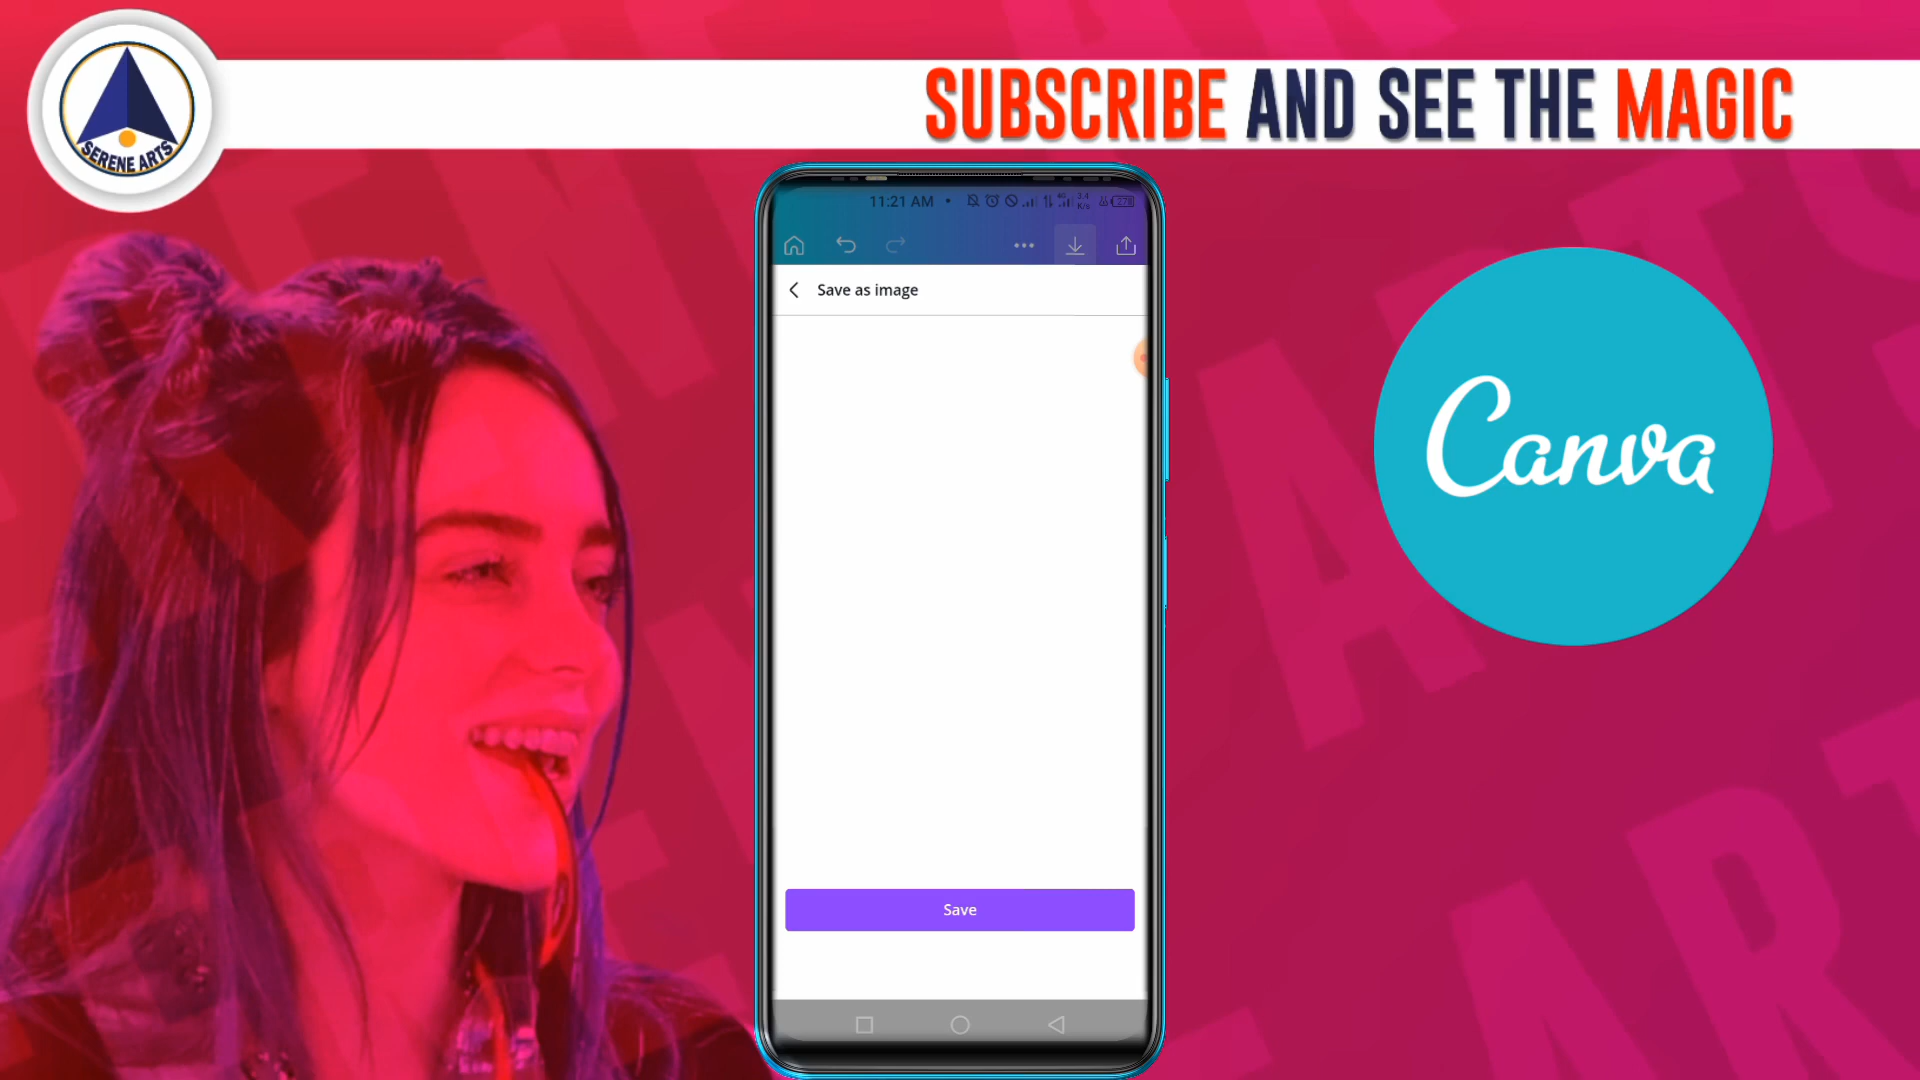 SERENE ARTS
SUBSCRIBE AND SEE THE MAGIC
11:21 AM
Save as image
Canva
Save